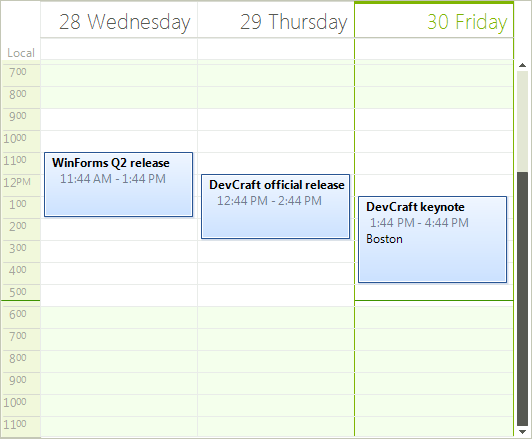 28 Wednesday
29 Thursday
30 Friday
Local
7 00
8 00
9 00
10 00
11 00
12 PM
1 00
2 00
3 00
4 00
5 00
6 00
7 00
8 00
9 00
10 00
11 00
WinForms Q2 release
11:44 AM - 1:44 PM
DevCraft official release
12:44 PM - 2:44 PM
DevCraft keynote
1:44 PM - 4:44 PM
Boston